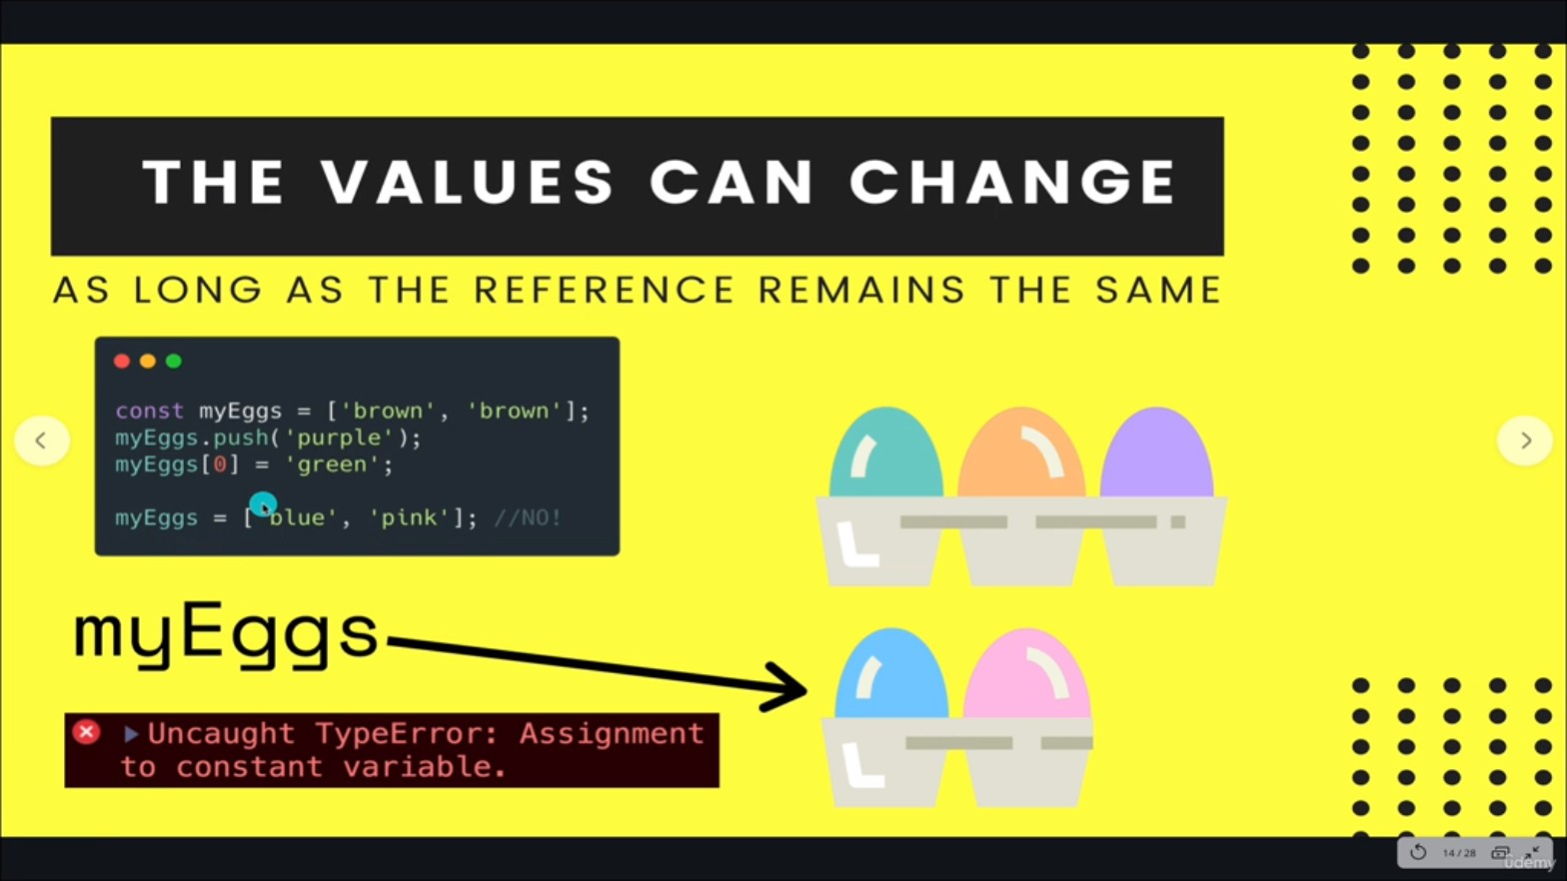 THE VALUES CAN CHANGE
AS LONG AS THE REFERENCE REMAINS THE SAME
const myEggs = ['brown', 'brown'];
myEggs.push('purple');
myEggs[0] = 'green';
myEggs = ['blue', 'pink']; //NO!
myEggs
Uncaught TypeError: Assignment
to constant variable.
14 / 28
udemy